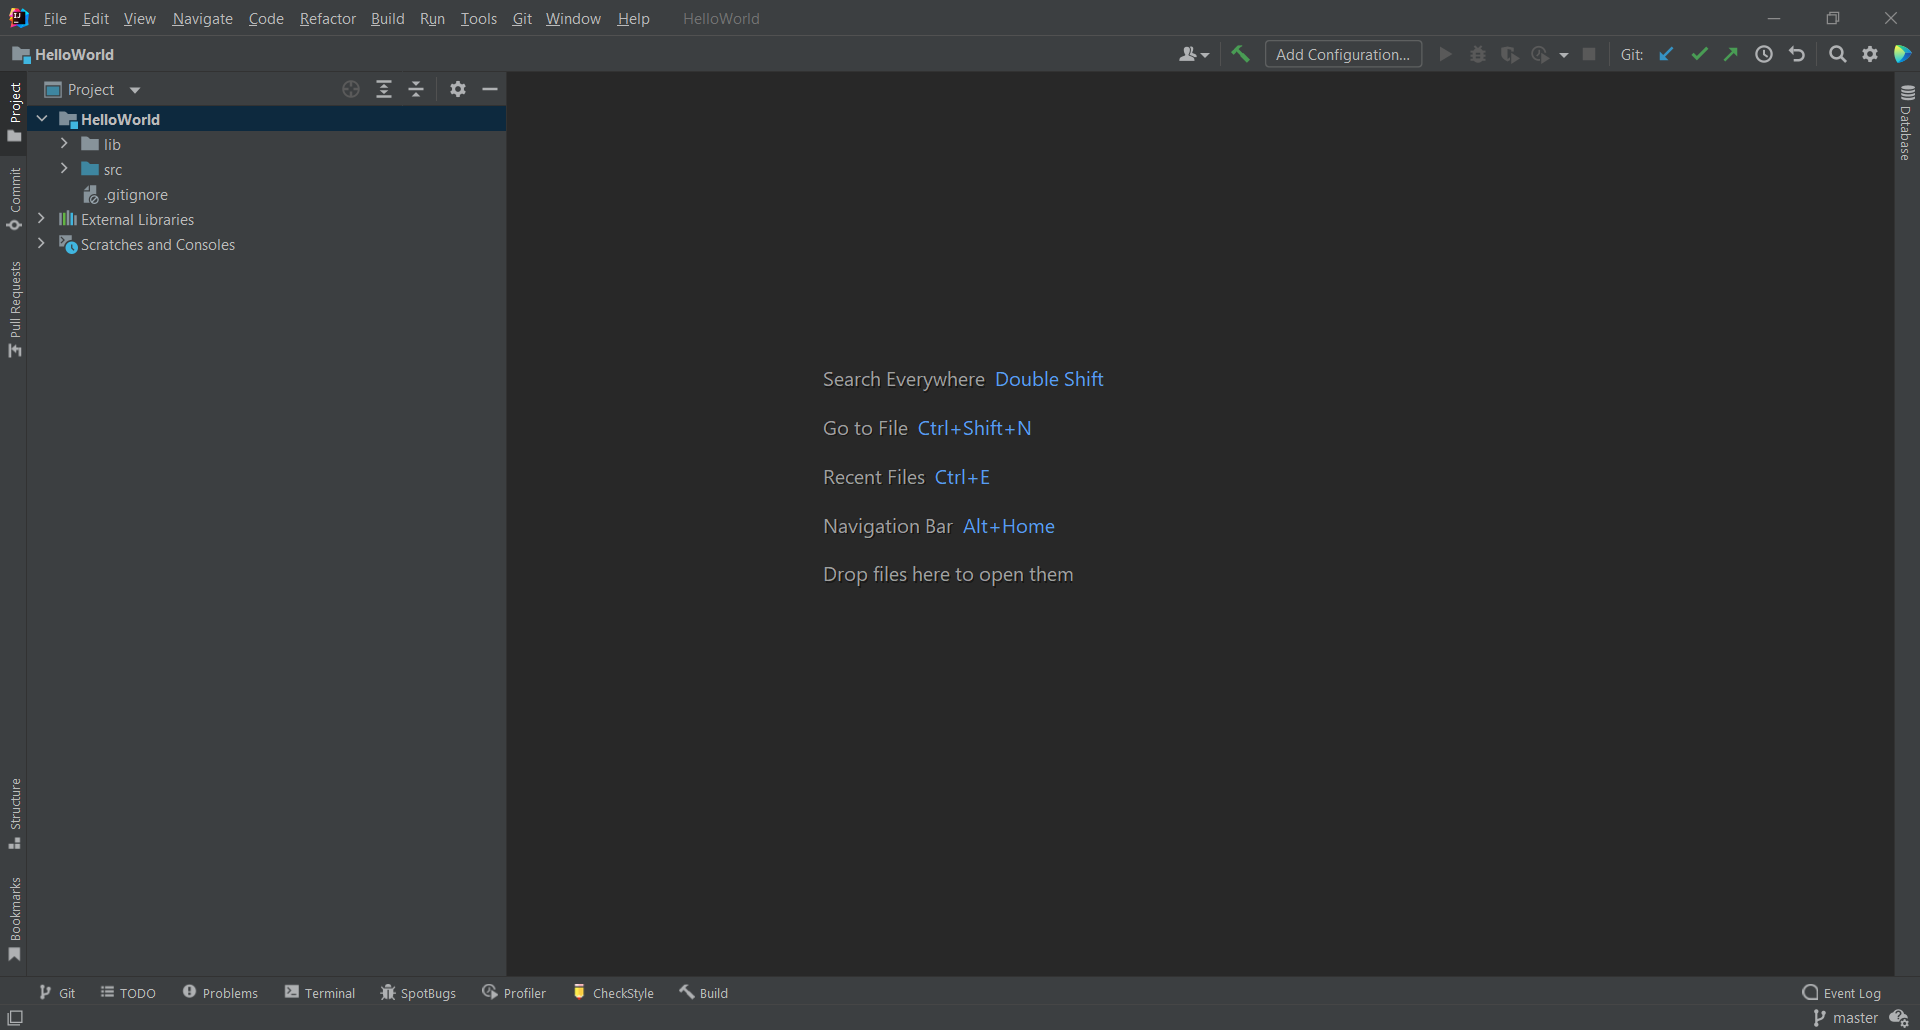 File Edit View Navigate Code Refactor Build Run Tools Git Window Help HelloWorld
HelloWorld Add Configuration... Git:
Project
Project
HelloWorld
lib
src
.gitignore
External Libraries
Scratches and Consoles
Commit
Pull Requests
Structure
Bookmarks
Search Everywhere Double Shift
Go to File Ctrl+Shift+N
Recent Files Ctrl+E
Navigation Bar Alt+Home
Drop files here to open them
Database
Git TODO Problems Terminal SpotBugs Profiler CheckStyle Build Event Log
master